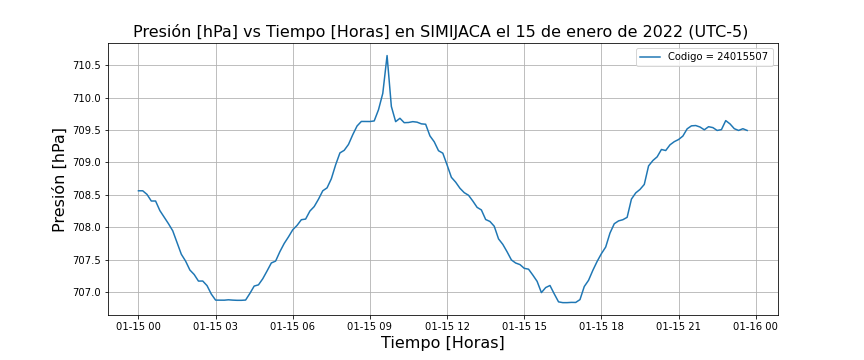 Presión [hPa] vs Tiempo [Horas] en SIMIJACA el 15 de enero de 2022 (UTC-5)
Codigo = 24015507
710.5
710.0
709.5
709.0
708.5
708.0
707.5
707.0
Presión [hPa]
01-15 00 01-15 03 01-15 06 01-15 09 01-15 12 01-15 15 01-15 18 01-15 21 01-16 00
Tiempo [Horas]